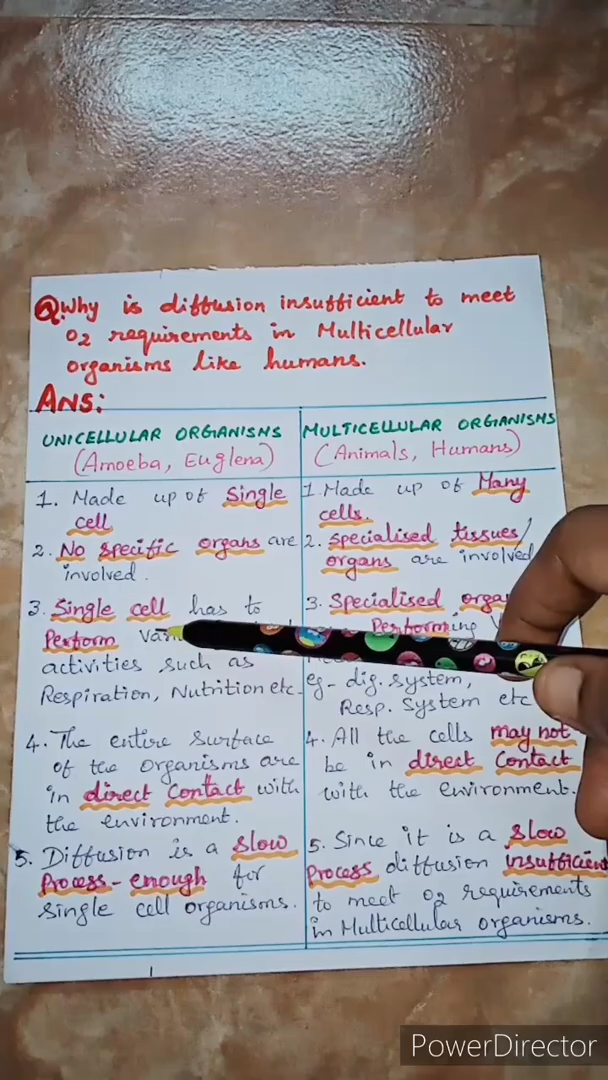 Q. Why is diffusion insufficient to meet
O2 requirements in Multicellular
organisms like humans.
ANS:
UNICELLULAR ORGANISMS
(Amoeba, Euglena)
1. Made up of Single
cell
2. No specific organs are
involved.
3. Single cell has to
Perform
activities such as
Respiration, Nutrition etc.
4. The entire surface
of the organisms are
in direct contact with
the environment.
5. Diffusion is a slow
Process - enough for
single cell organisms.
MULTICELLULAR ORGANISMS
(Animals, Humans)
1. Made up of Many
cells.
2. Specialised tissues/
organs are involved
3. Specialised
Performing
eg- dig. system,
Resp. System etc
4. All the cells may not
be in direct contact
with the environment.
5. Since it is a slow
Process diffusion insufficient
to meet O2 requirements
in Multicellular organisms.
PowerDirector